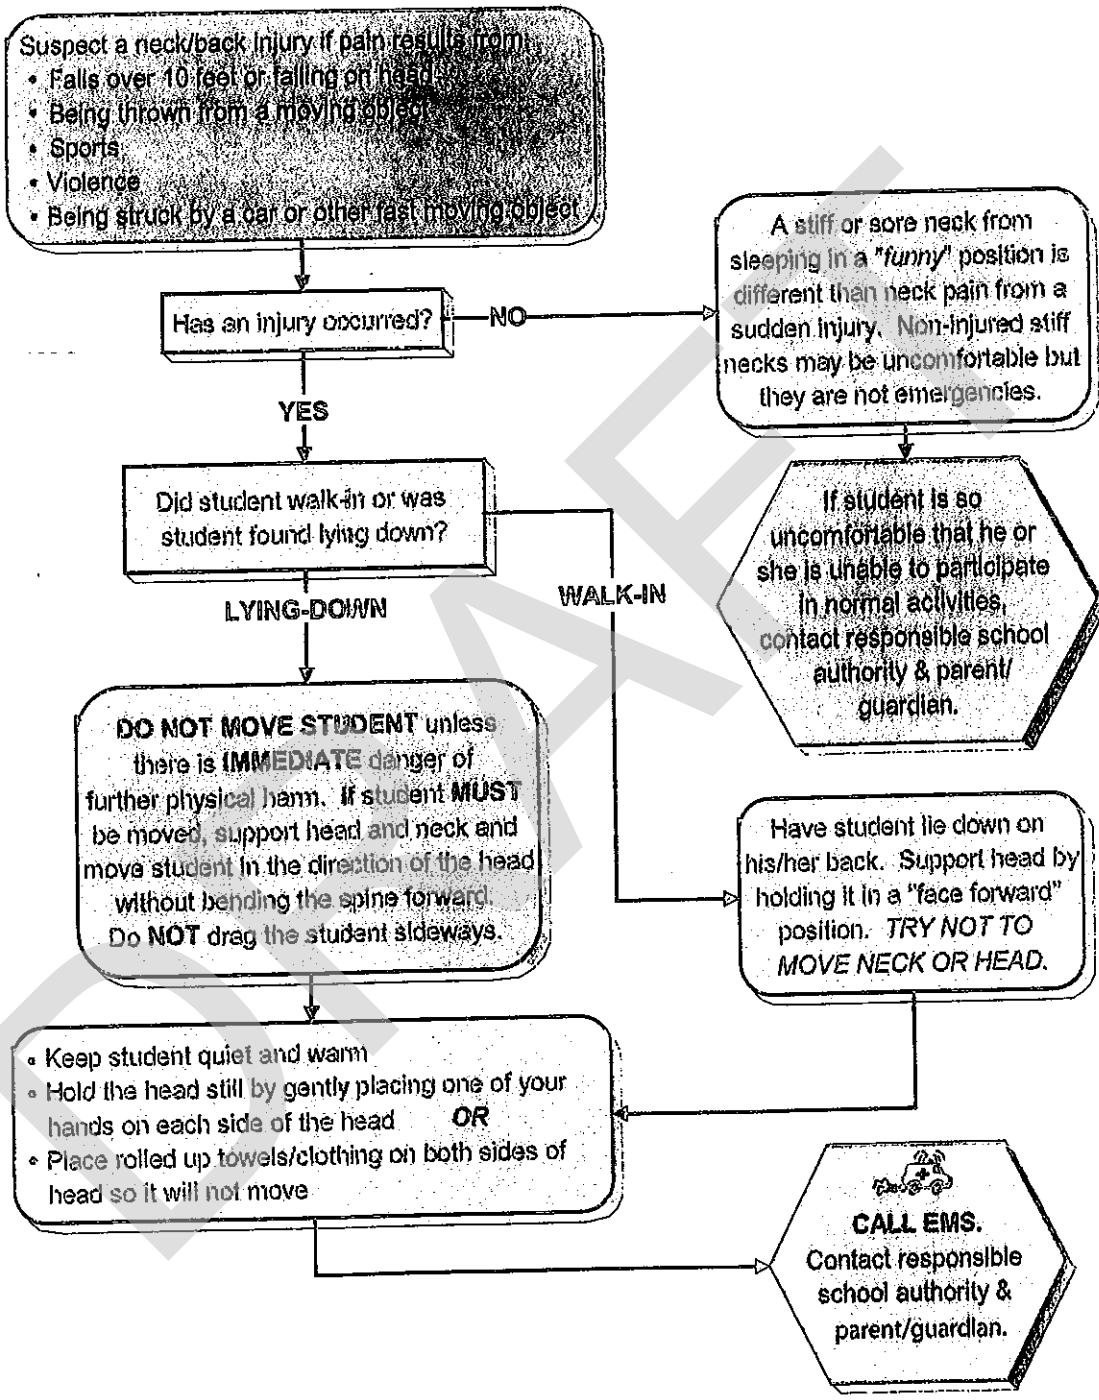 Suspect a neck/back injury if pain results from:
• Falls over 10 feet or falling on head
• Being thrown from a moving object
• Sports
• Violence
• Being struck by a car or other fast moving object
Has an injury occurred?
NO
A stiff or sore neck from
sleeping in a "funny" position is
different than neck pain from a
sudden injury. Non-injured stiff
necks may be uncomfortable but
they are not emergencies.
YES
Did student walk-in or was
student found lying down?
If student is so
uncomfortable that he or
she is unable to participate
in normal activities,
contact responsible school
authority & parent/
guardian.
LYING-DOWN
WALK-IN
DO NOT MOVE STUDENT unless
there is IMMEDIATE danger of
further physical harm. If student MUST
be moved, support head and neck and
move student in the direction of the head
without bending the spine forward.
Do NOT drag the student sideways.
Have student lie down on
his/her back. Support head by
holding it in a "face forward"
position. TRY NOT TO
MOVE NECK OR HEAD.
• Keep student quiet and warm
• Hold the head still by gently placing one of your
hands on each side of the head OR
• Place rolled up towels/clothing on both sides of
head so it will not move
CALL EMS.
Contact responsible
school authority &
parent/guardian.
DRAFT